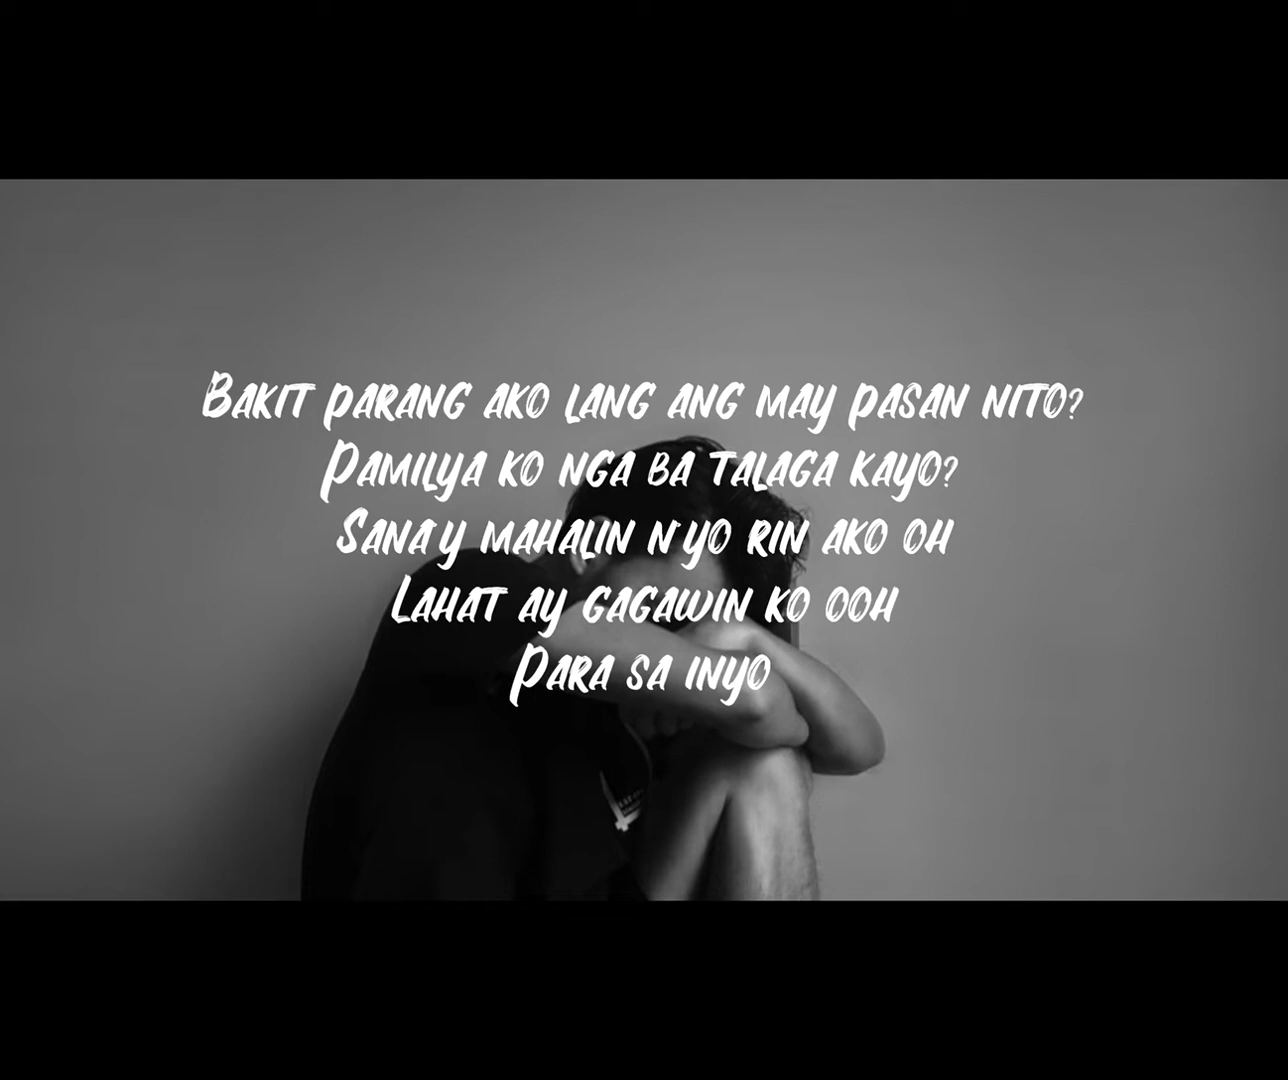 Bakit parang ako lang ang may pasan nito?
Pamilya ko nga ba talaga kayo?
Sana'y mahalin n'yo rin ako oh
Lahat ay gagawin ko ooh
Para sa inyo